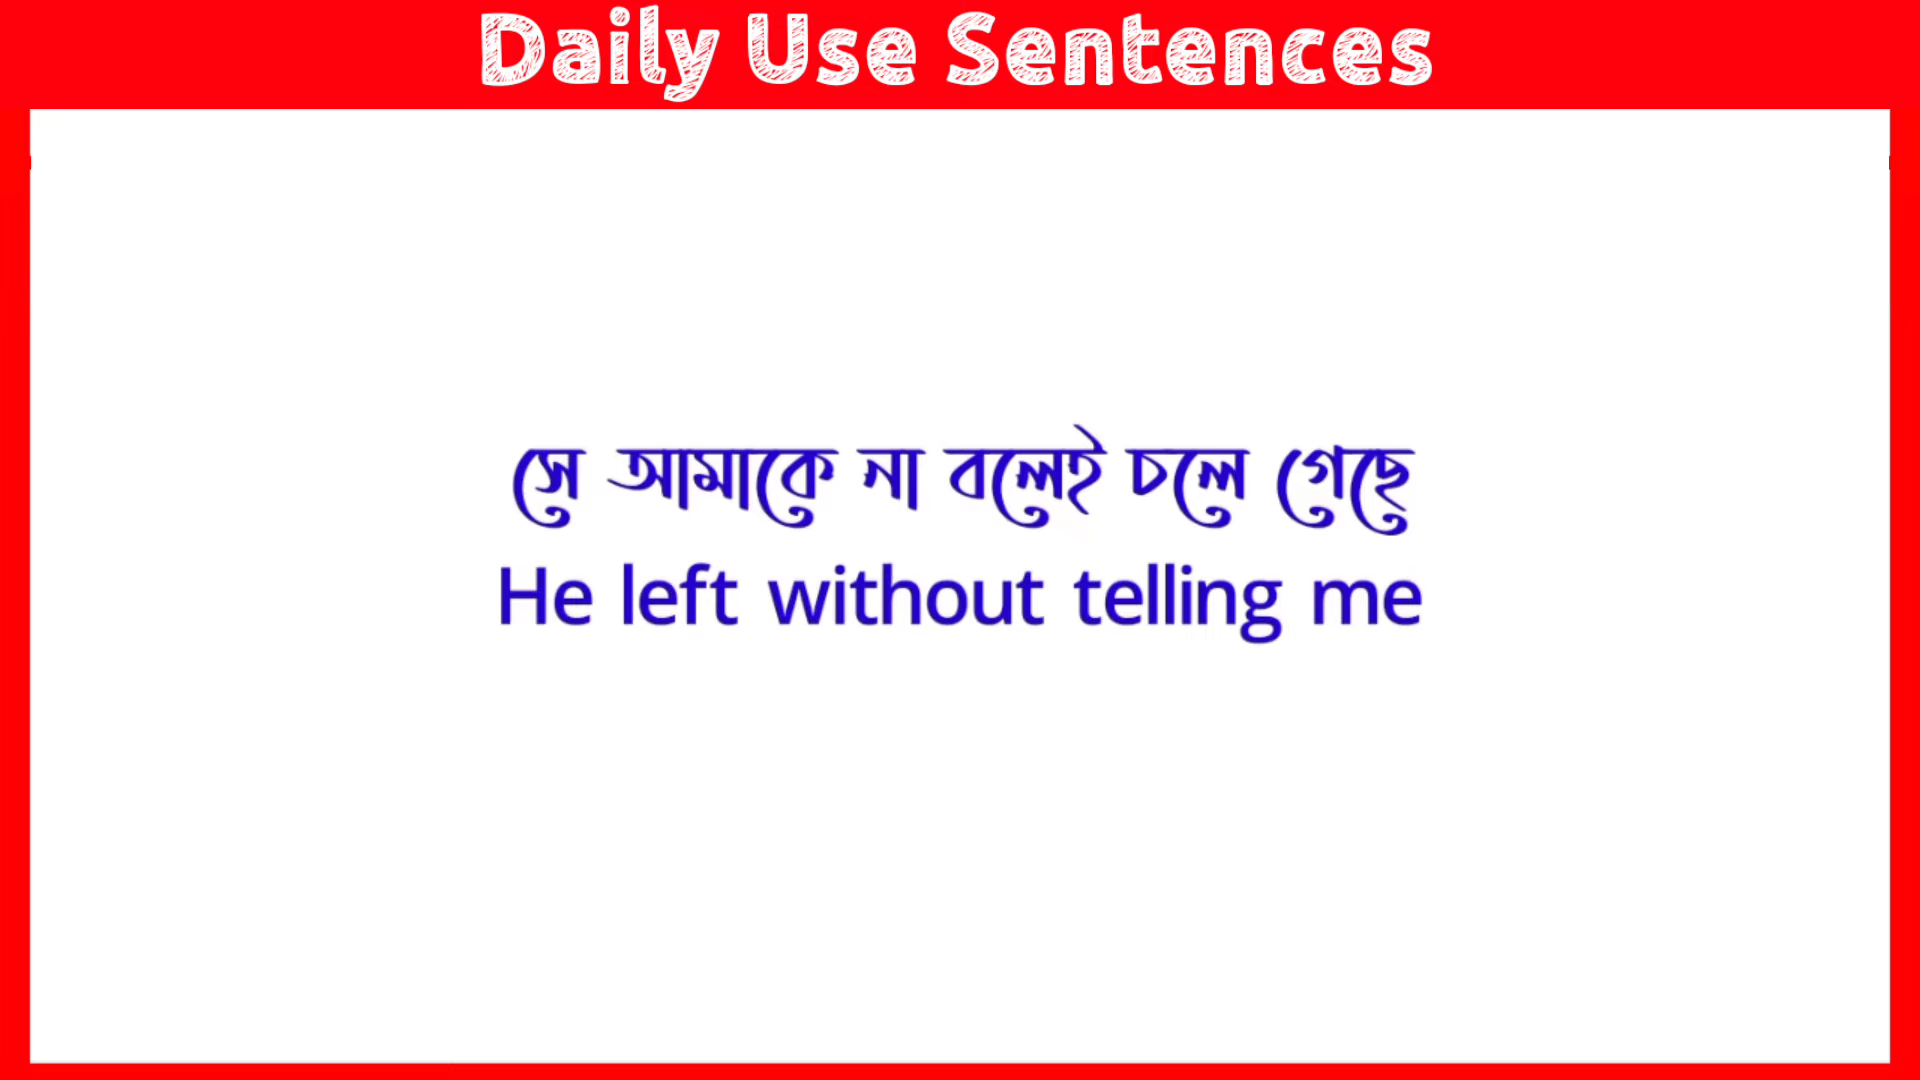 Daily Use Sentences
সে আমাকে না বলেই চলে গেছে
He left without telling me